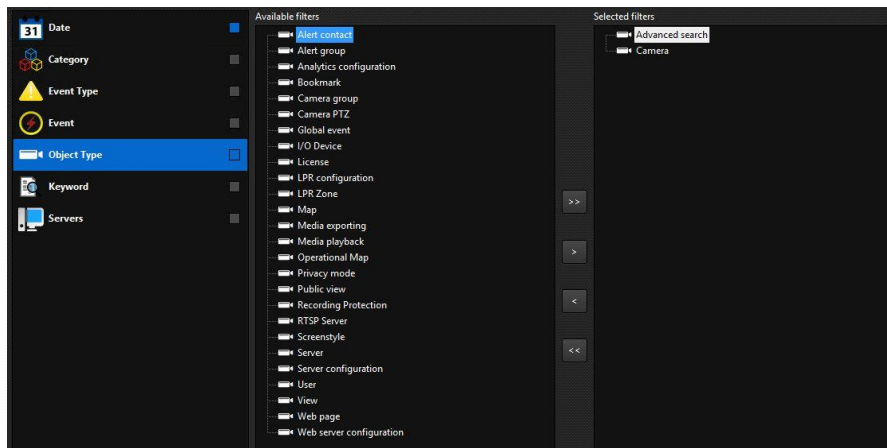 31 Date
Category
Event Type
Event
Object Type
Keyword
Servers
Available filters
Alert contact
Alert group
Analytics configuration
Bookmark
Camera group
Camera PTZ
Global event
I/O Device
License
LPR configuration
LPR Zone
Map
Media exporting
Media playback
Operational Map
Privacy mode
Public view
Recording Protection
RTSP Server
Screenstyle
Server
Server configuration
User
View
Web page
Web server configuration
>>
>
<
<<
Selected filters
Advanced search
Camera